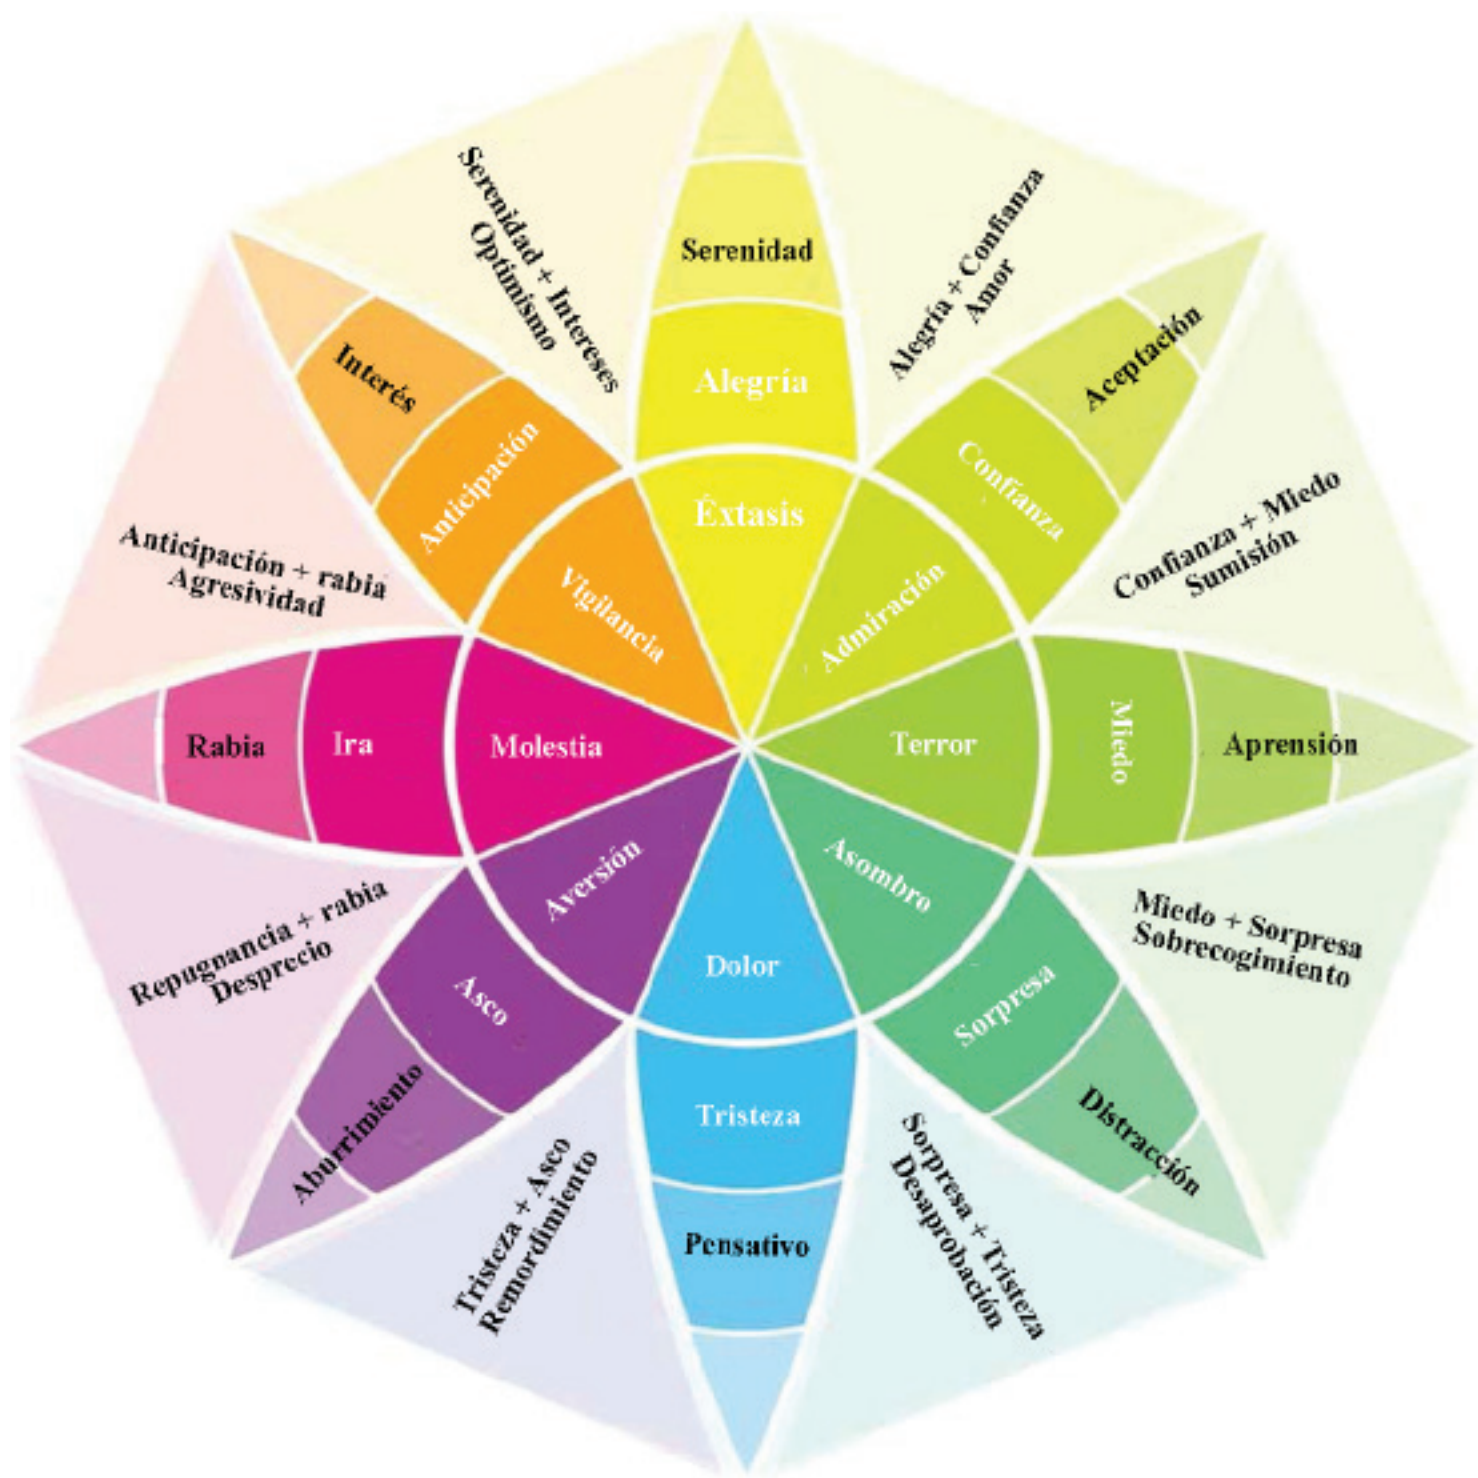 Serenidad
Alegría
Éxtasis
Alegría + Confianza
Amor
Aceptación
Confianza
Admiración
Confianza + Miedo
Sumisión
Terror
Miedo
Aprensión
Miedo + Sorpresa
Sobrecogimiento
Asombro
Sorpresa
Distracción
Sorpresa + Tristeza
Desaprobación
Dolor
Tristeza
Pensativo
Tristeza + Asco
Remordimiento
Aversión
Asco
Aburrimiento
Repugnancia + rabia
Desprecio
Rabia
Ira
Molestia
Anticipación + rabia
Agresividad
Interés
Anticipación
Vigilancia
Serenidad + Intereses
Optimismo